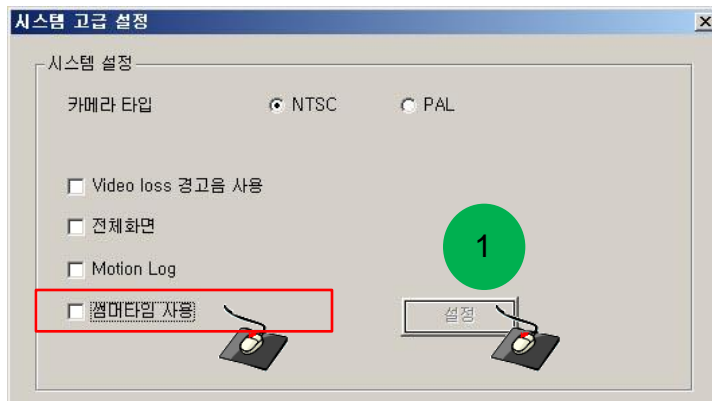 시스템 고급 설정
시스템 설정
카메라 타입 NTSC PAL
Video loss 경고음 사용
전체화면
1
Motion Log
썸머타임 사용 설정